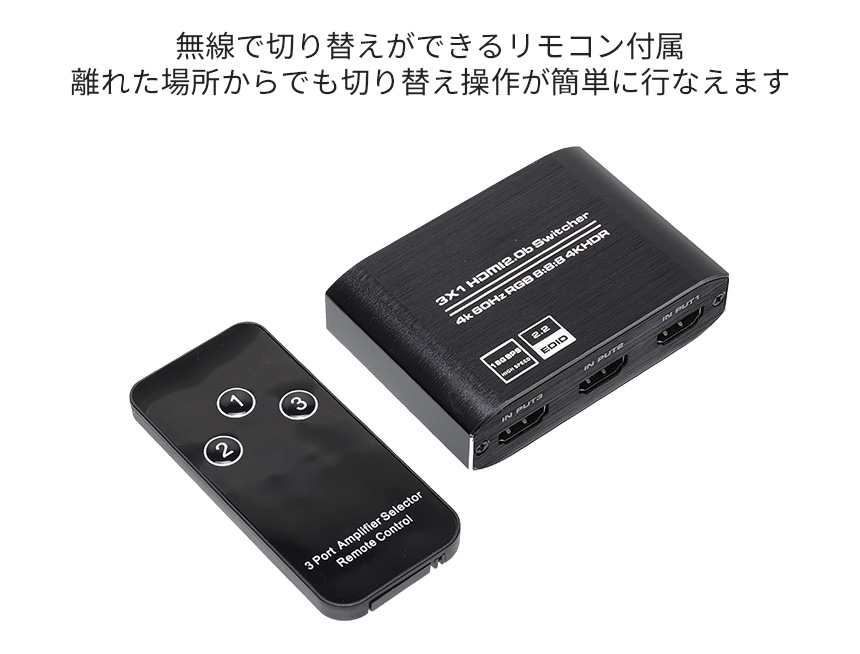 無線で切り替えができるリモコン付属
離れた場所からでも切り替え操作が簡単に行なえます
3X1 HDMI2.0b Switcher
4k 60Hz RGB 8:8:8 4KHDR
18GBPS
HIGH SPEED
2.2
EDID
IN PUT1
IN PUT2
IN PUT3
1
3
2
3 Port Amplifier Selector
Remote Control